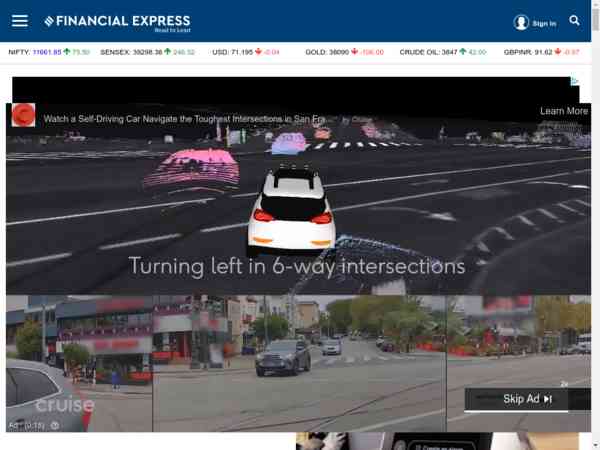 FINANCIAL EXPRESS
Read to Lead
Sign In
NIFTY: 11661.85 75.50 SENSEX: 39298.38 246.32 USD: 71.195 -0.04 GOLD: 38090 -106.00 CRUDE OIL: 3847 42.00 GBPINR: 91.62 -0.97
Watch a Self-Driving Car Navigate the Toughest Intersections in San Fra... by Cruise
Learn More
Turning left in 6-way intersections
cruise
Skip Ad
Ad · (0:18)